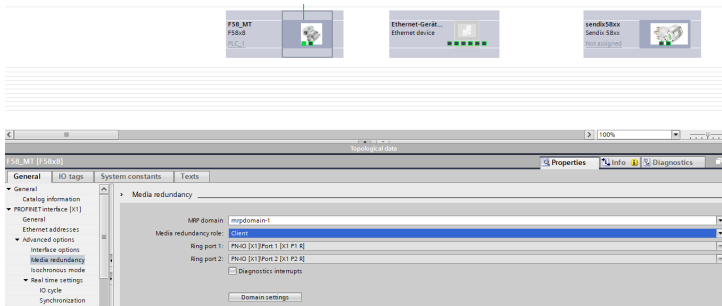 F58_MT
F58x8
PLC_1
Ethernet-Gerät...
Ethernet device
sendix58xx
Sendix 58xx
Not assigned
100%
Topological data
F58_MT [F58x8]
Properties
Info
Diagnostics
General
IO tags
System constants
Texts
General
Catalog information
PROFINET interface [X1]
General
Ethernet addresses
Advanced options
Interface options
Media redundancy
Isochronous mode
Real time settings
IO cycle
Synchronization
Media redundancy
MRP domain
mrpdomain-1
Media redundancy role:
Client
Ring port 1:
PN-IO [X1]\Port 1 [X1 P1 R]
Ring port 2:
PN-IO [X1]\Port 2 [X1 P2 R]
Diagnostics interrupts
Domain settings